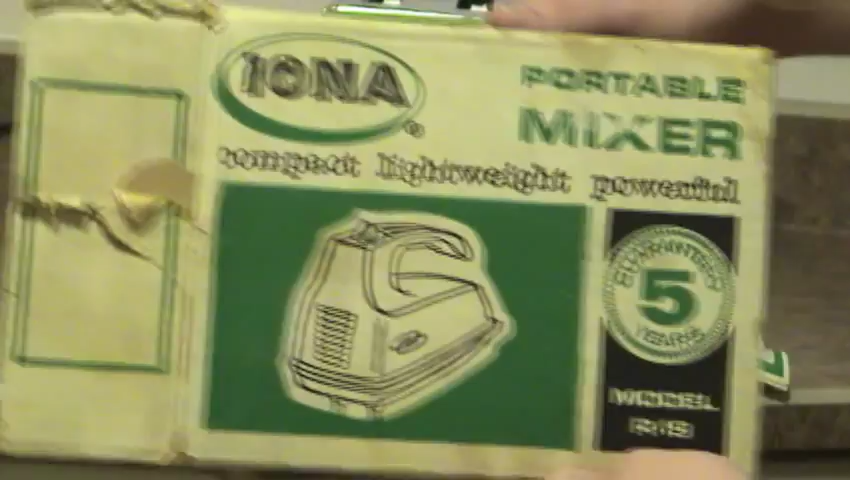 IONA
®
PORTABLE
MIXER
compact lightweight powerful
GUARANTEED
5
YEARS
MODEL